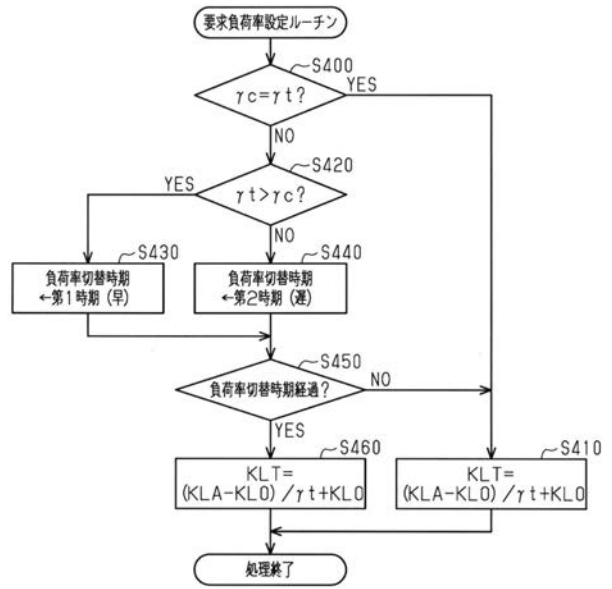 要求負荷率設定ルーチン
S400
γc=γt?
YES
NO
S420
γt>γc?
YES
NO
S430
負荷率切替時期
←第1時期(早)
S440
負荷率切替時期
←第2時期(遅)
S450
負荷率切替時期経過?
NO
YES
S460
KLT=
(KLA-KL0)/γt+KL0
S410
KLT=
(KLA-KL0)/γt+KL0
処理終了